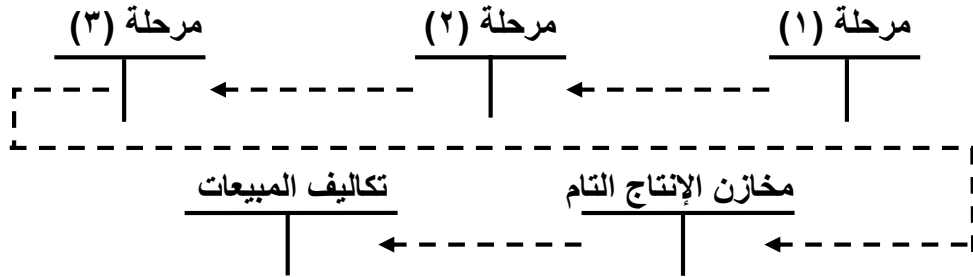 مرحلة (١) مرحلة (٢) مرحلة (٣)
مخازن الإنتاج التام تكاليف المبيعات